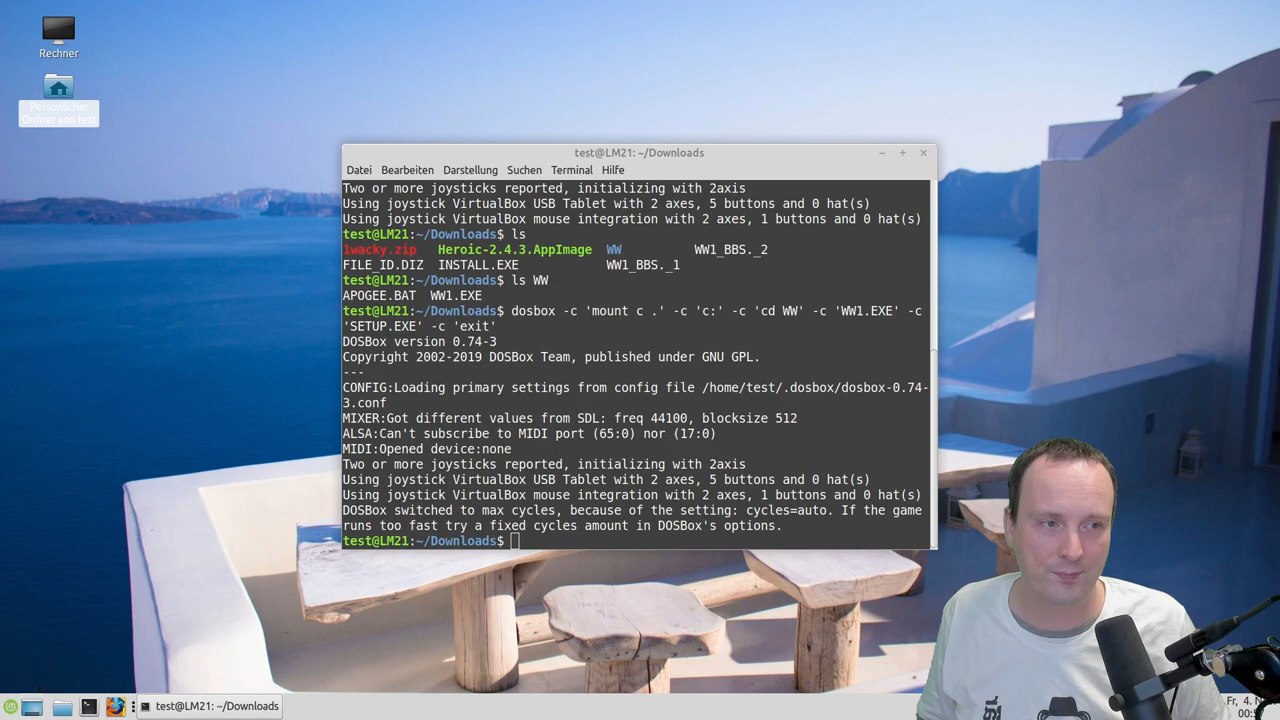 Rechner
Persönlicher
Ordner von test
test@LM21: ~/Downloads
Datei Bearbeiten Darstellung Suchen Terminal Hilfe
Two or more joysticks reported, initializing with 2axis
Using joystick VirtualBox USB Tablet with 2 axes, 5 buttons and 0 hat(s)
Using joystick VirtualBox mouse integration with 2 axes, 1 buttons and 0 hat(s)
test@LM21:~/Downloads$ ls
1wacky.zip Heroic-2.4.3.AppImage WW WW1_BBS._2
FILE_ID.DIZ INSTALL.EXE WW1_BBS._1
test@LM21:~/Downloads$ ls WW
APOGEE.BAT WW1.EXE
test@LM21:~/Downloads$ dosbox -c 'mount c .' -c 'c:' -c 'cd WW' -c 'WW1.EXE' -c
'SETUP.EXE' -c 'exit'
DOSBox version 0.74-3
Copyright 2002-2019 DOSBox Team, published under GNU GPL.
---
CONFIG:Loading primary settings from config file /home/test/.dosbox/dosbox-0.74-
3.conf
MIXER:Got different values from SDL: freq 44100, blocksize 512
ALSA:Can't subscribe to MIDI port (65:0) nor (17:0)
MIDI:Opened device:none
Two or more joysticks reported, initializing with 2axis
Using joystick VirtualBox USB Tablet with 2 axes, 5 buttons and 0 hat(s)
Using joystick VirtualBox mouse integration with 2 axes, 1 buttons and 0 hat(s)
DOSBox switched to max cycles, because of the setting: cycles=auto. If the game
runs too fast try a fixed cycles amount in DOSBox's options.
test@LM21:~/Downloads$
test@LM21: ~/Downloads
Fr, 4.